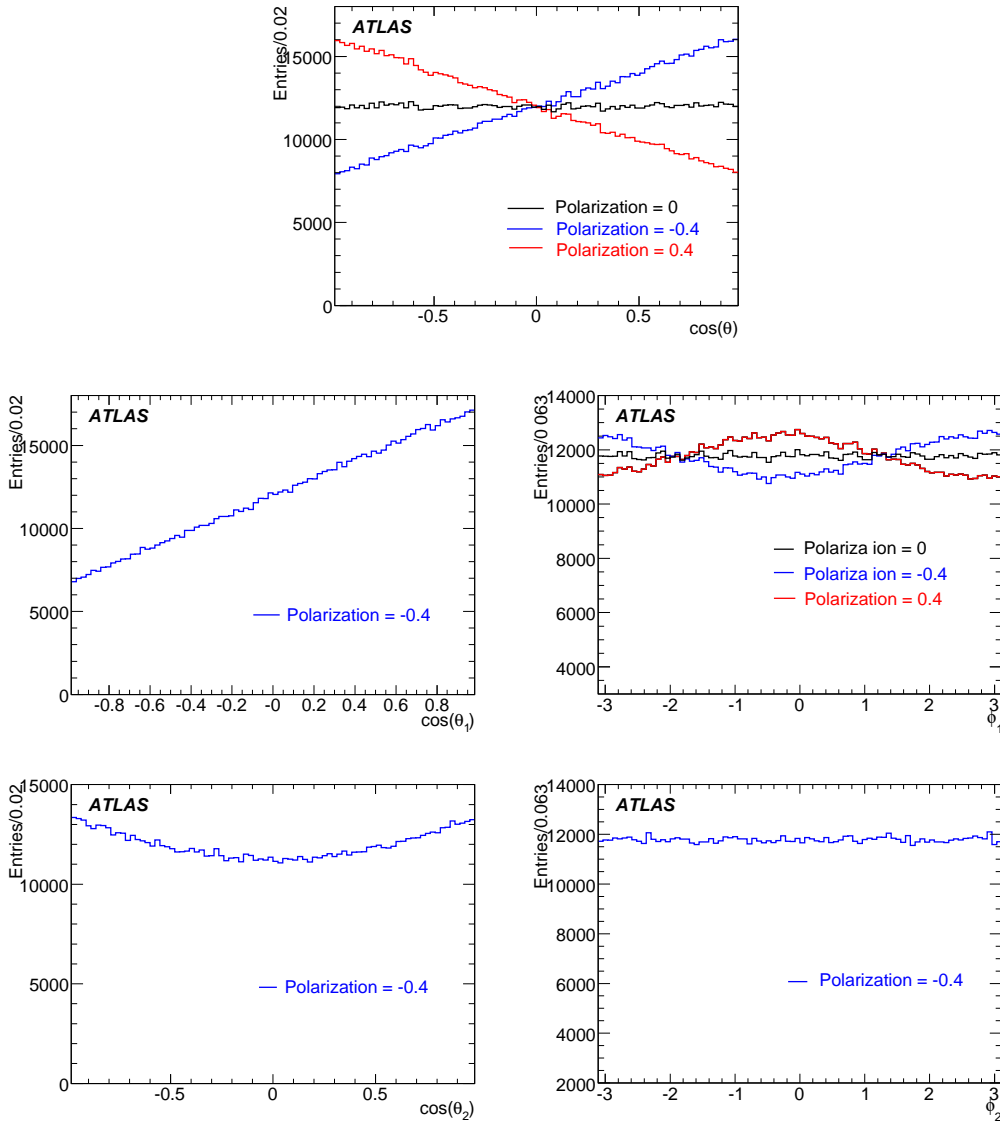 ATLAS
Entries/0.02
15000
10000
5000
0
Polarization = 0
Polarization = -0.4
Polarization = 0.4
-0.5 0 0.5
cos(θ)
ATLAS
Entries/0.02
15000
10000
5000
0
Polarization = -0.4
-0.8 -0.6 -0.4 -0.2 -0 0.2 0.4 0.6 0.8
cos(θ1)
ATLAS
Entries/0 063
14000
12000
10000
8000
6000
4000
Polariza ion = 0
Polariza ion = -0.4
Polarization = 0.4
-3 -2 -1 0 1 2 3
ϕ1
ATLAS
Entries/0.02
15000
10000
5000
0
Polarization = -0.4
-0.5 0 0.5
cos(θ2)
ATLAS
Entries/0.063
14000
12000
10000
8000
6000
4000
2000
Polarization = -0.4
-3 -2 -1 0 1 2 3
ϕ2